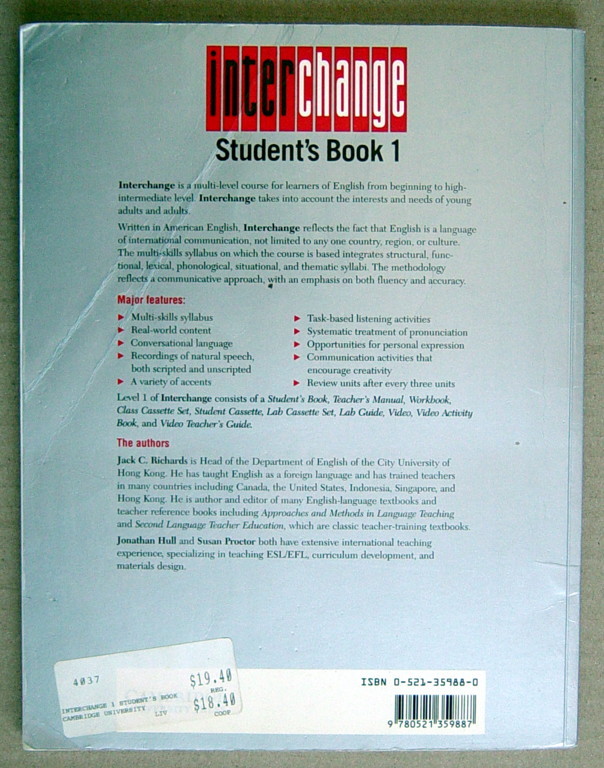 interchange
Student's Book 1
Interchange is a multi-level course for learners of English from beginning to high-
intermediate level. Interchange takes into account the interests and needs of young
adults and adults.
Written in American English, Interchange reflects the fact that English is a language
of international communication, not limited to any one country, region, or culture.
The multi-skills syllabus on which the course is based integrates structural, func-
tional, lexical, phonological, situational, and thematic syllabi. The methodology
reflects a communicative approach, with an emphasis on both fluency and accuracy.
Major features:
► Multi-skills syllabus
► Real-world content
► Conversational language
► Recordings of natural speech,
both scripted and unscripted
► A variety of accents
► Task-based listening activities
► Systematic treatment of pronunciation
► Opportunities for personal expression
► Communication activities that
encourage creativity
► Review units after every three units
Level 1 of Interchange consists of a Student's Book, Teacher's Manual, Workbook,
Class Cassette Set, Student Cassette, Lab Cassette Set, Lab Guide, Video, Video Activity
Book, and Video Teacher's Guide.
The authors
Jack C. Richards is Head of the Department of English of the City University of
Hong Kong. He has taught English as a foreign language and has trained teachers
in many countries including Canada, the United States, Indonesia, Singapore, and
Hong Kong. He is author and editor of many English-language textbooks and
teacher reference books including Approaches and Methods in Language Teaching
and Second Language Teacher Education, which are classic teacher-training textbooks.
Jonathan Hull and Susan Proctor both have extensive international teaching
experience, specializing in teaching ESL/EFL, curriculum development, and
materials design.
4037
$19.40
REG.
INTERCHANGE 1 STUDENT'S BOOK
$18.40
CAMBRIDGE UNIVERSITY LIV COOP
ISBN 0-521-35988-0
9 780521 359887